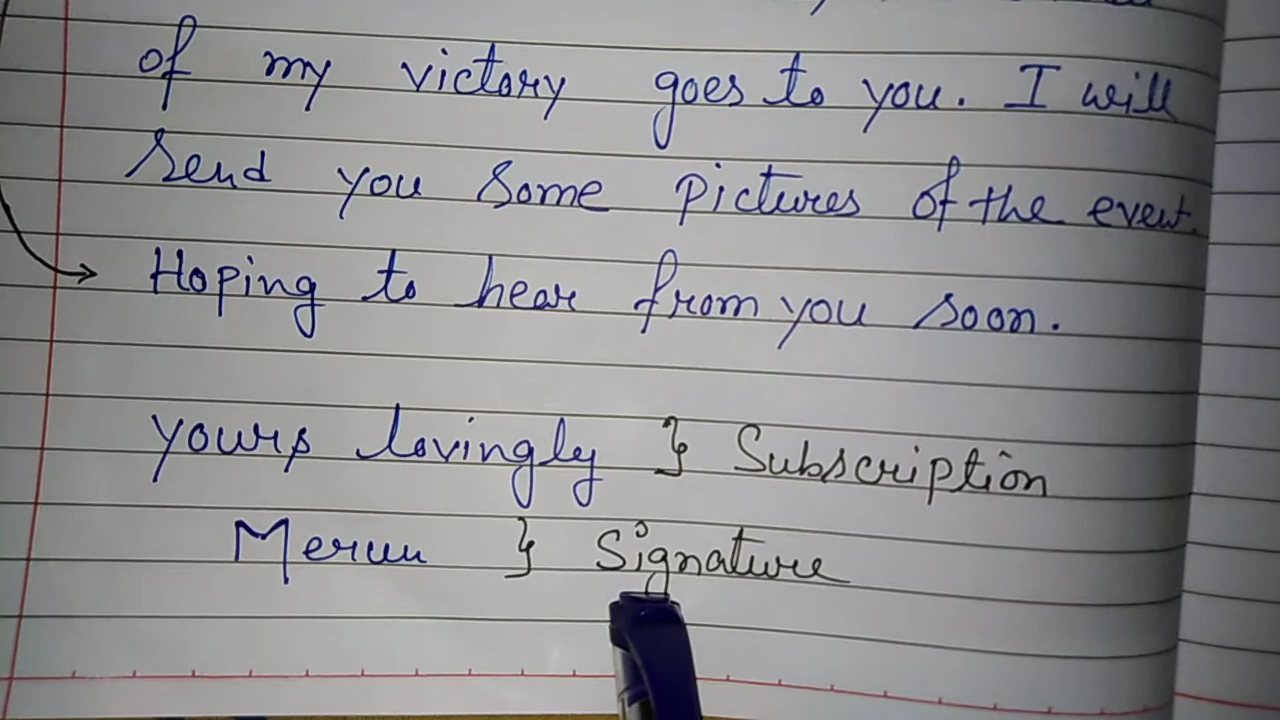 of my victory goes to you. I will
send you some pictures of the event.
Hoping to hear from you soon.
yours lovingly } Subscription
} Signature